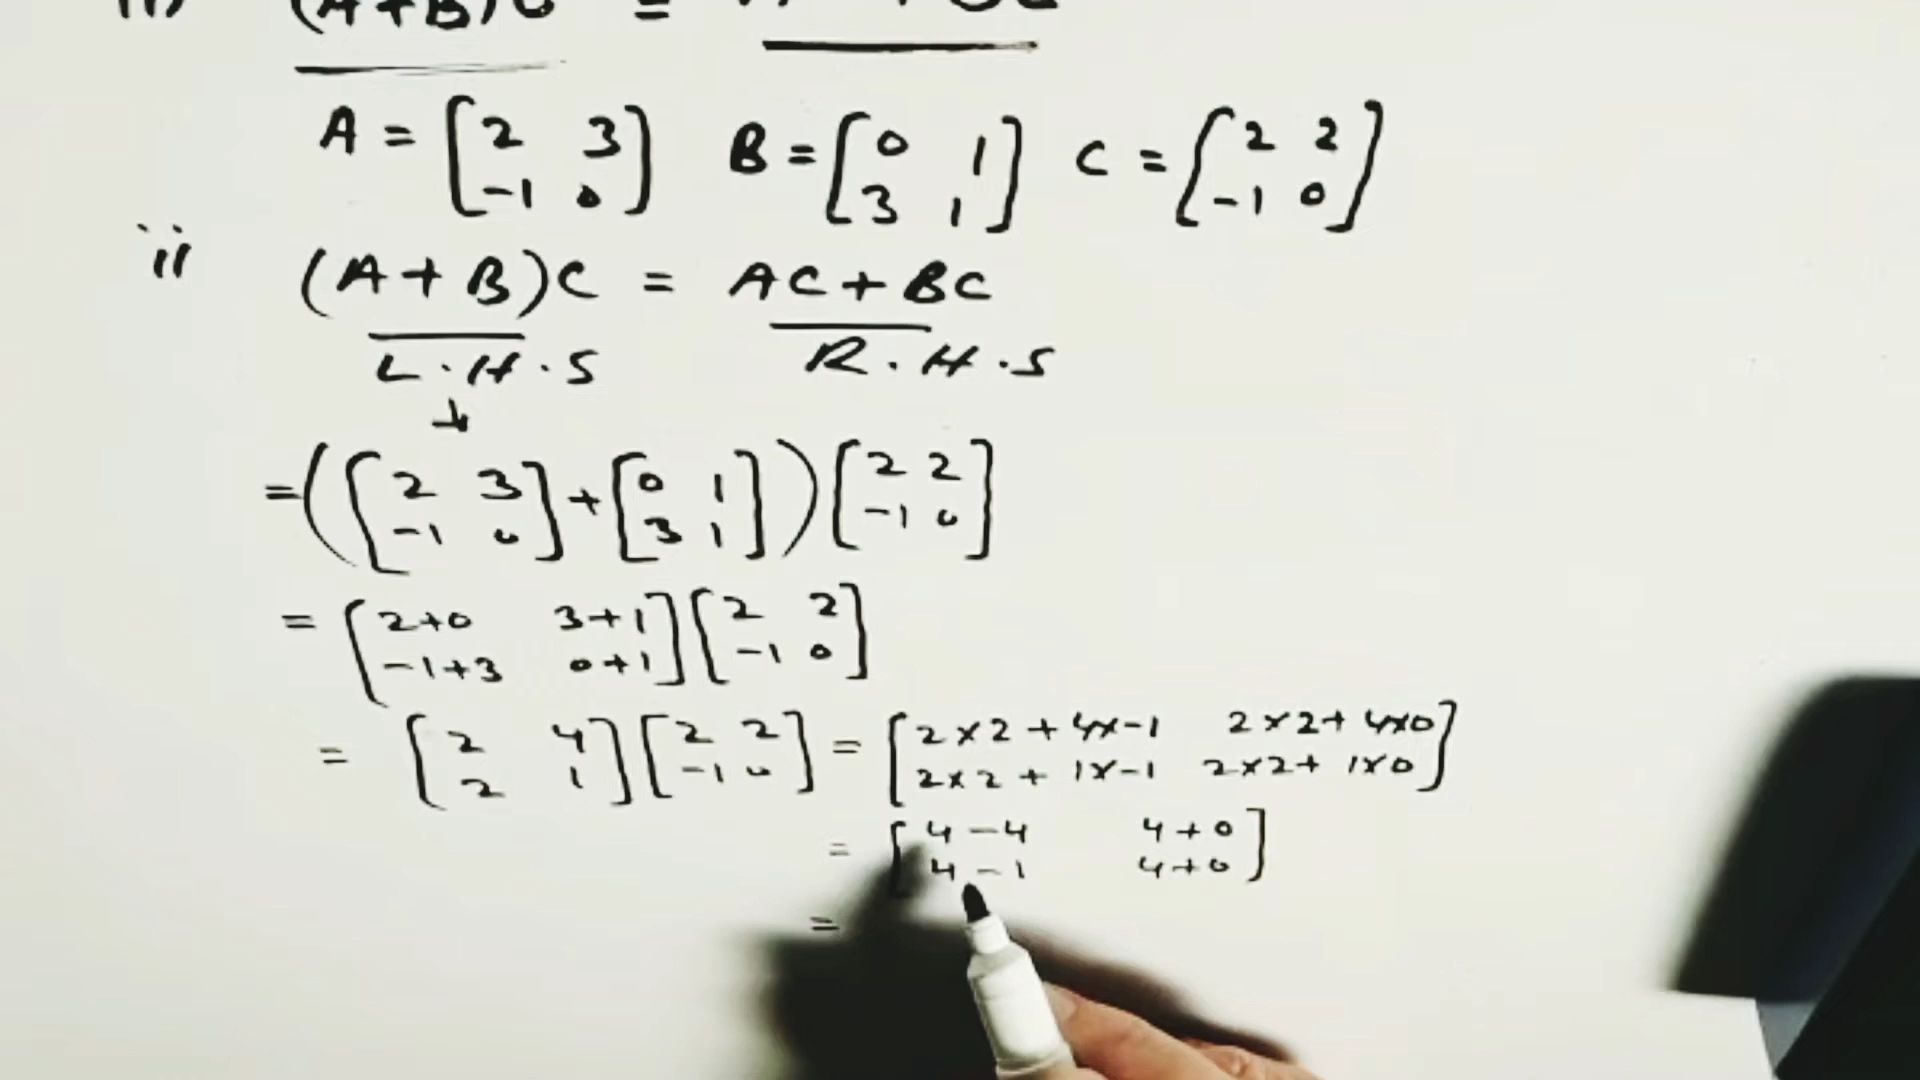 (A+B)C =
A = [2 3] B = [0 1] C = [2 2]
[-1 0] [3 1] [-1 0]
ii (A+B)C = AC+BC
L.H.S R.H.S
=([2 3]+[0 1])[2 2]
[-1 0] [3 1] [-1 0]
= [2+0 3+1][2 2]
[-1+3 0+1][-1 0]
= [2 4][2 2] = [2×2+4×-1 2×2+4×0]
[2 1][-1 0] [2×2+1×-1 2×2+1×0]
= [4-4 4+0]
[4-1 4+0]
=